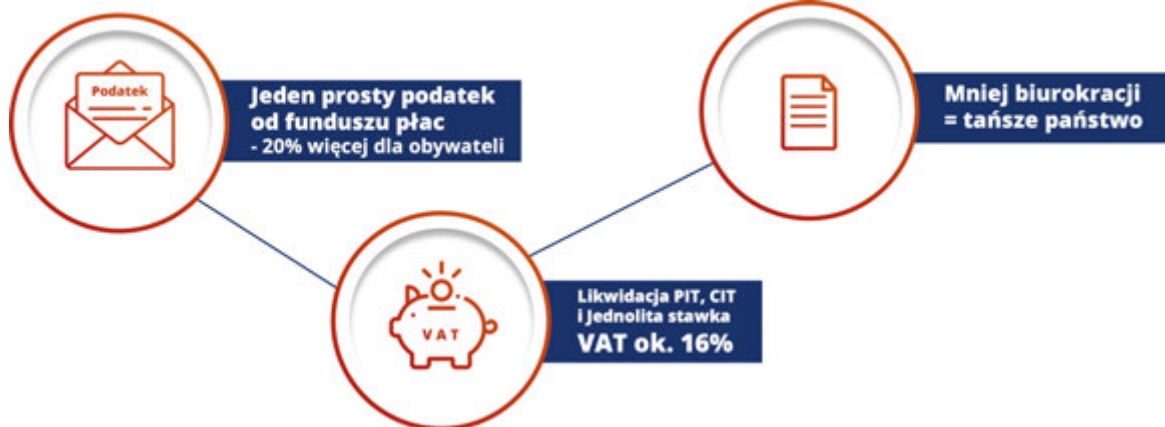 Podatek
Jeden prosty podatek
od funduszu płac
- 20% więcej dla obywateli
VAT
Likwidacja PIT, CIT
i Jednolita stawka
VAT ok. 16%
Mniej biurokracji
= tańsze państwo